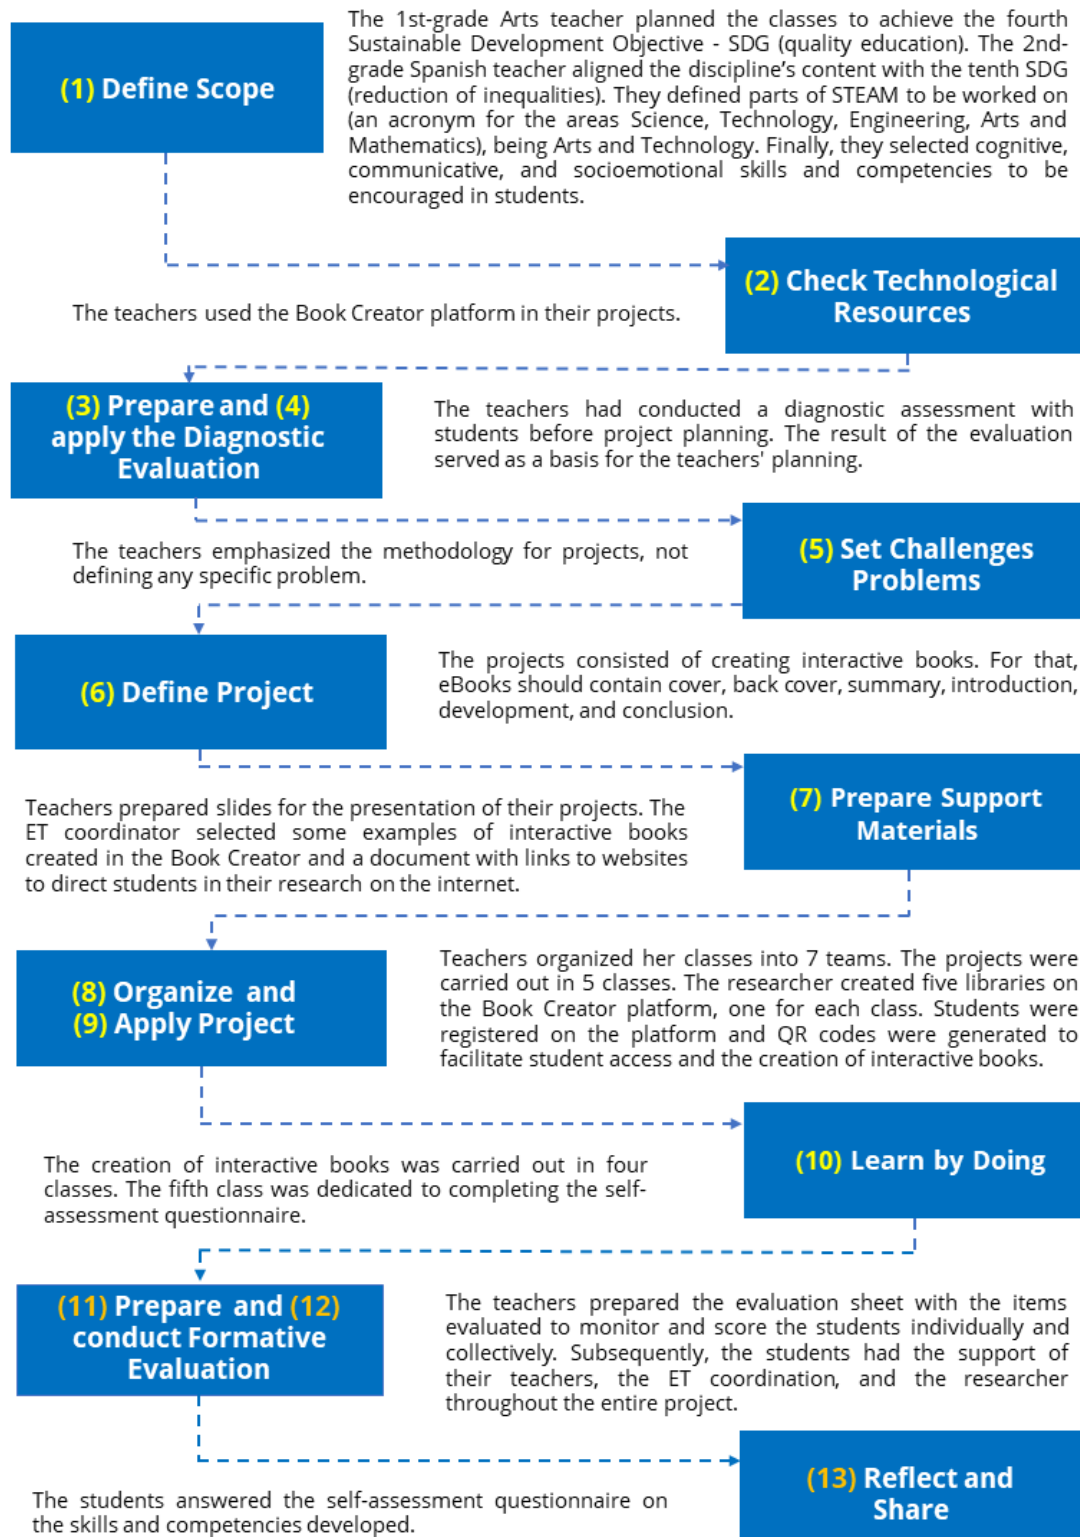 (1) Define Scope
The 1st-grade Arts teacher planned the classes to achieve the fourth
Sustainable Development Objective - SDG (quality education). The 2nd-
grade Spanish teacher aligned the discipline's content with the tenth SDG
(reduction of inequalities). They defined parts of STEAM to be worked on
(an acronym for the areas Science, Technology, Engineering, Arts and
Mathematics), being Arts and Technology. Finally, they selected cognitive,
communicative, and socioemotional skills and competencies to be
encouraged in students.
(2) Check Technological
Resources
The teachers used the Book Creator platform in their projects.
(3) Prepare and (4)
apply the Diagnostic
Evaluation
The teachers had conducted a diagnostic assessment with
students before project planning. The result of the evaluation
served as a basis for the teachers' planning.
(5) Set Challenges
Problems
The teachers emphasized the methodology for projects, not
defining any specific problem.
(6) Define Project
The projects consisted of creating interactive books. For that,
eBooks should contain cover, back cover, summary, introduction,
development, and conclusion.
(7) Prepare Support
Materials
Teachers prepared slides for the presentation of their projects. The
ET coordinator selected some examples of interactive books
created in the Book Creator and a document with links to websites
to direct students in their research on the internet.
(8) Organize and
(9) Apply Project
Teachers organized her classes into 7 teams. The projects were
carried out in 5 classes. The researcher created five libraries on
the Book Creator platform, one for each class. Students were
registered on the platform and QR codes were generated to
facilitate student access and the creation of interactive books.
(10) Learn by Doing
The creation of interactive books was carried out in four
classes. The fifth class was dedicated to completing the self-
assessment questionnaire.
(11) Prepare and (12)
conduct Formative
Evaluation
The teachers prepared the evaluation sheet with the items
evaluated to monitor and score the students individually and
collectively. Subsequently, the students had the support of
their teachers, the ET coordination, and the researcher
throughout the entire project.
(13) Reflect and
Share
The students answered the self-assessment questionnaire on
the skills and competencies developed.